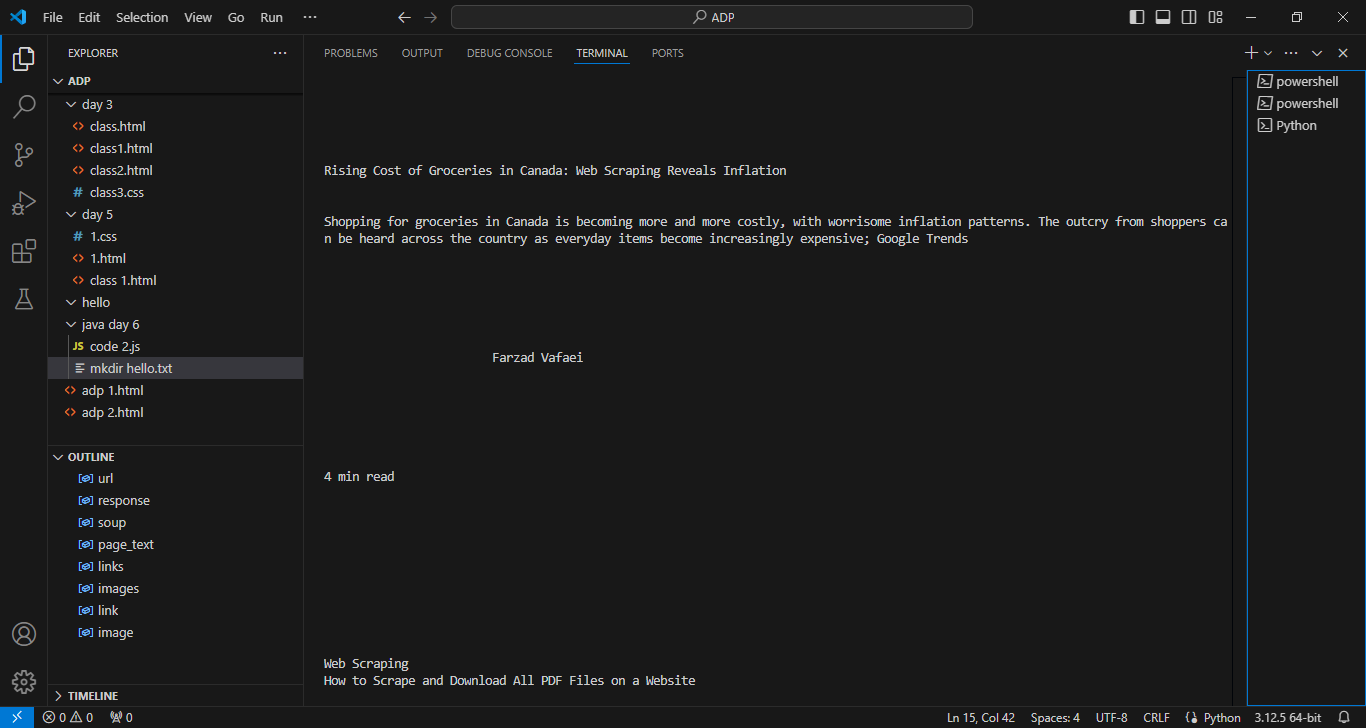 File Edit Selection View Go Run ···
ADP
EXPLORER ···
ADP
day 3
<> class.html
<> class1.html
<> class2.html
# class3.css
day 5
# 1.css
<> 1.html
<> class 1.html
hello
java day 6
JS code 2.js
mkdir hello.txt
<> adp 1.html
<> adp 2.html
OUTLINE
url
response
soup
page_text
links
images
link
image
TIMELINE
PROBLEMS OUTPUT DEBUG CONSOLE TERMINAL PORTS
Rising Cost of Groceries in Canada: Web Scraping Reveals Inflation
Shopping for groceries in Canada is becoming more and more costly, with worrisome inflation patterns. The outcry from shoppers ca
n be heard across the country as everyday items become increasingly expensive; Google Trends
Farzad Vafaei
4 min read
Web Scraping
How to Scrape and Download All PDF Files on a Website
powershell
powershell
Python
0 0 0
Ln 15, Col 42 Spaces: 4 UTF-8 CRLF Python 3.12.5 64-bit